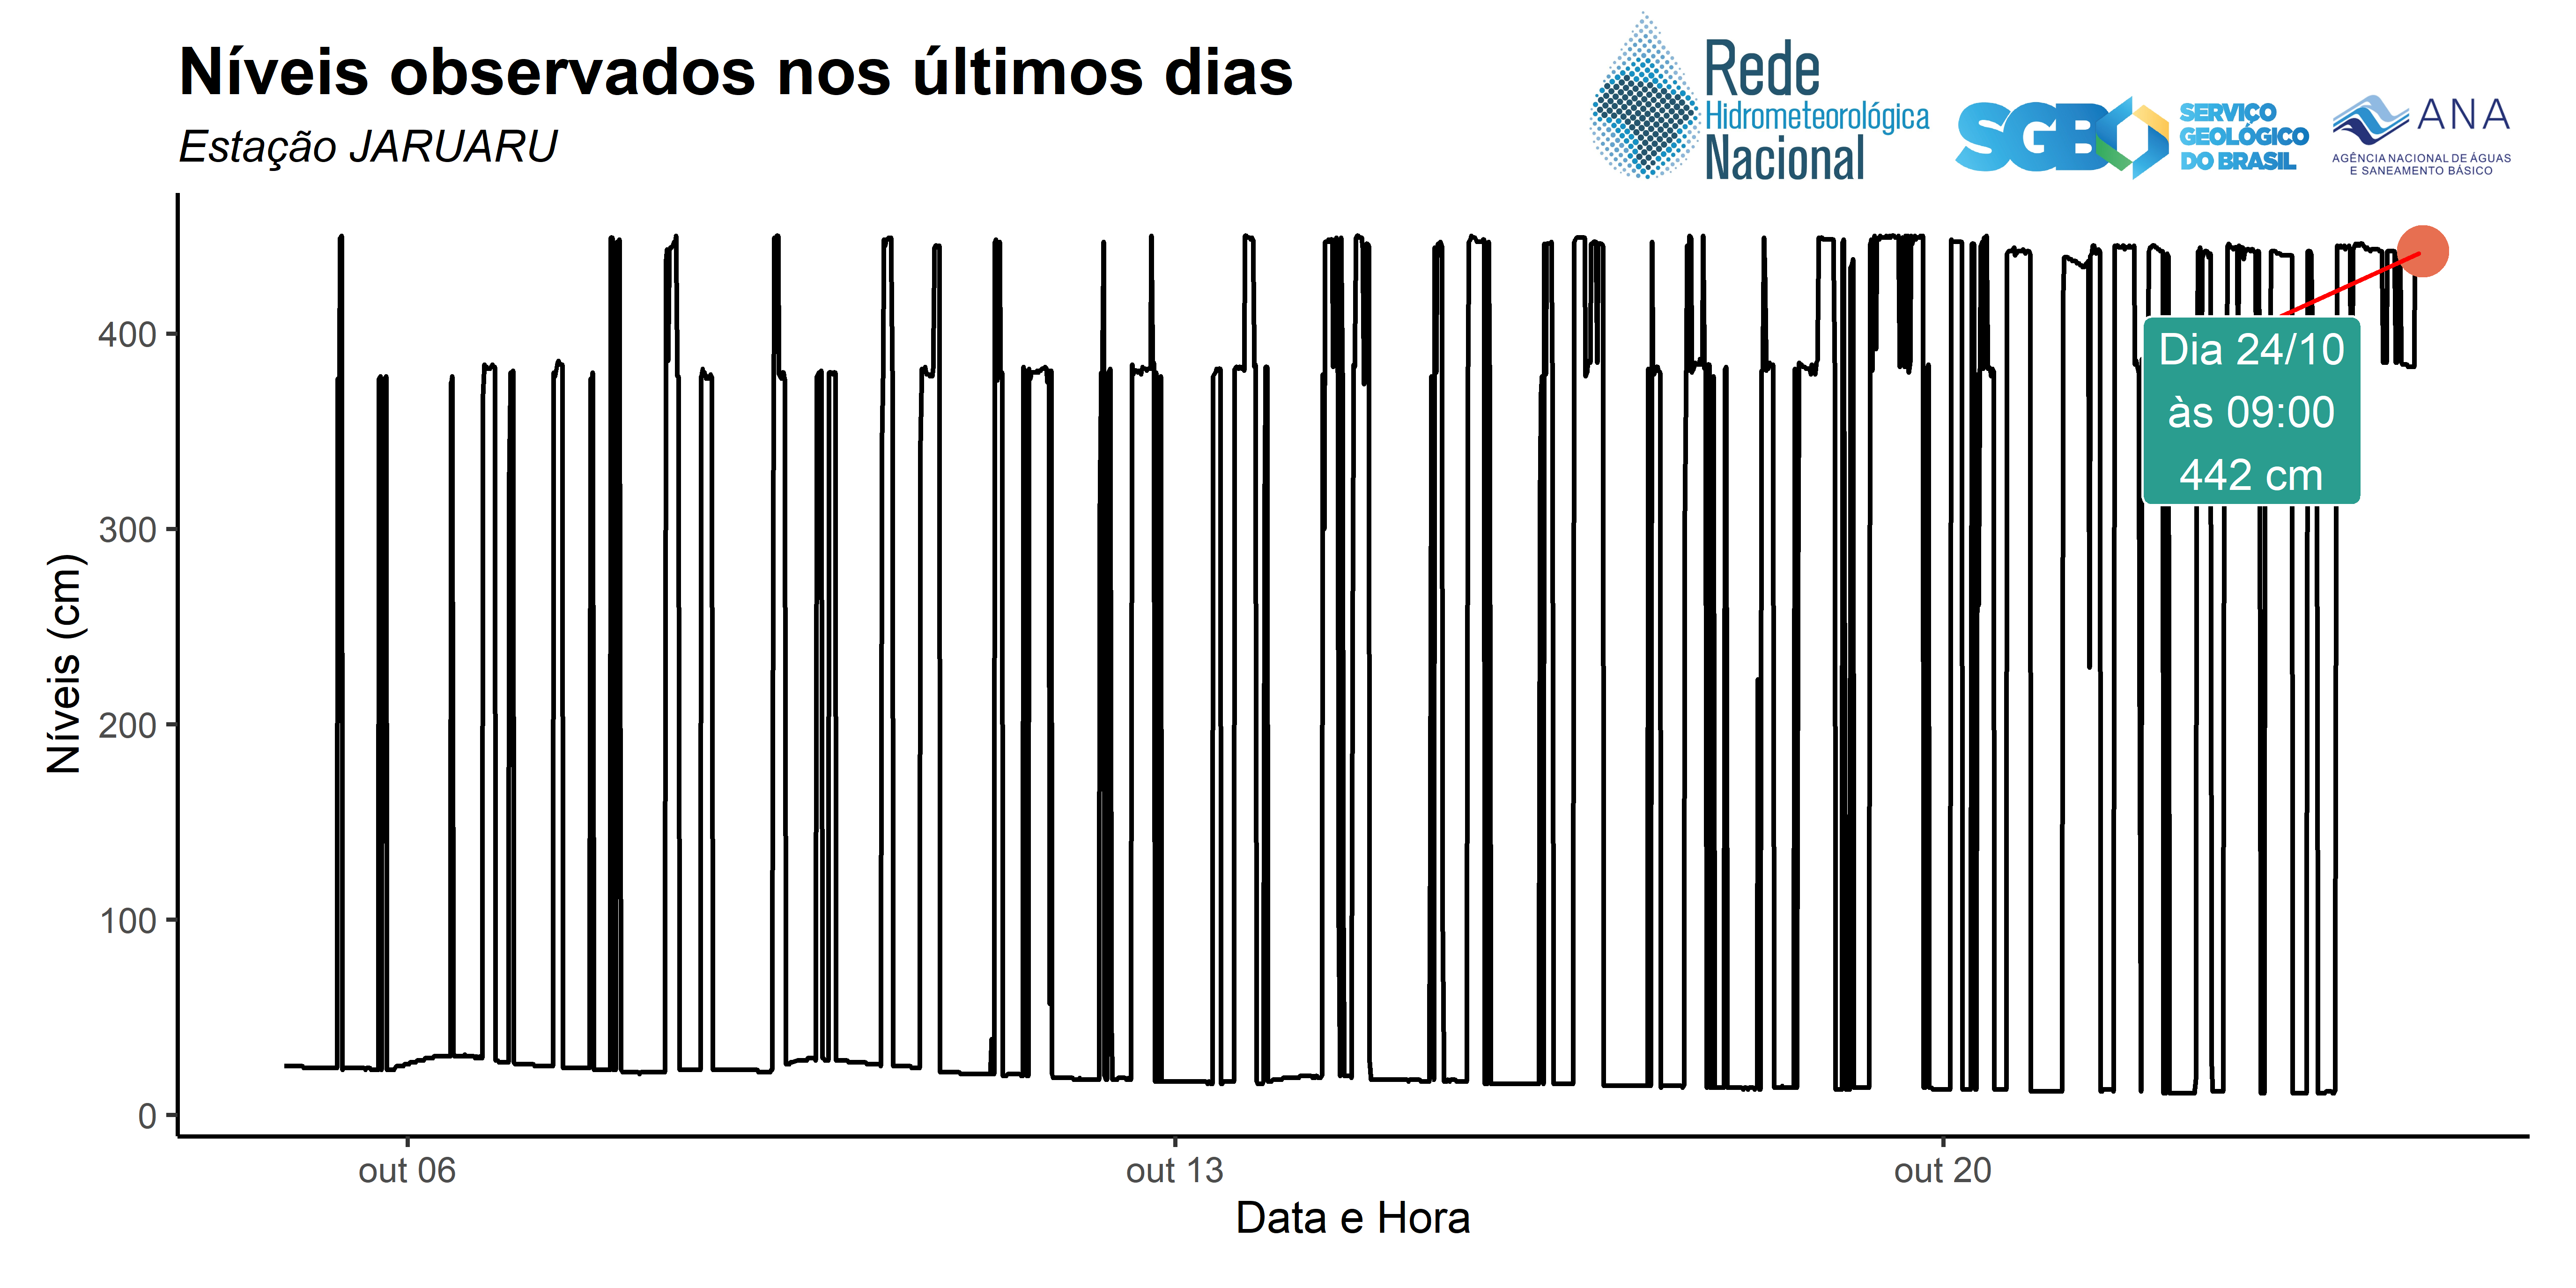 Níveis observados nos últimos dias
Estação JARUARU
Rede
Hidrometeorológica
Nacional
SGB
SERVIÇO
GEOLÓGICO
DO BRASIL
ANA
AGÊNCIA NACIONAL DE ÁGUAS
E SANEAMENTO BÁSICO
Níveis (cm)
400
300
200
100
0
Dia 24/10
às 09:00
442 cm
out 06
out 13
out 20
Data e Hora